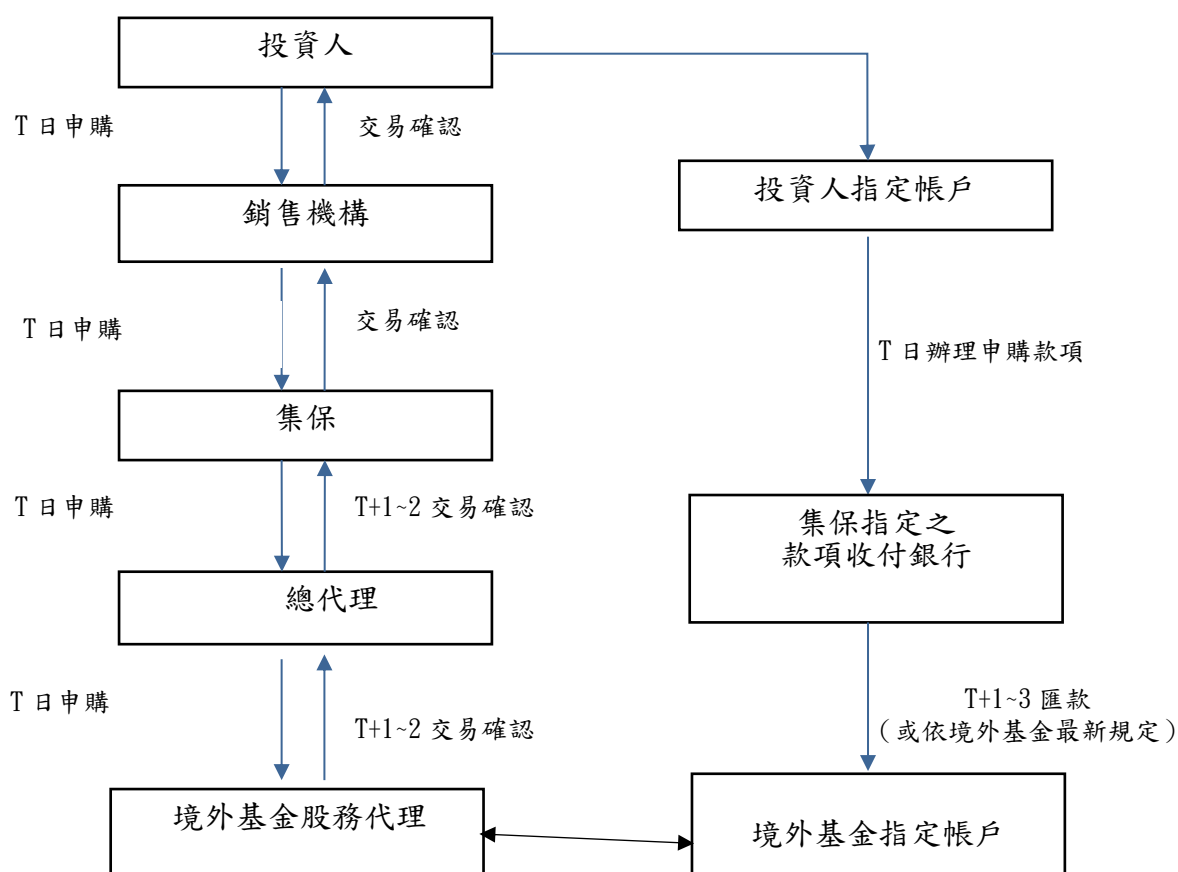 投資人
T 日申購
交易確認
投資人指定帳戶
銷售機構
T 日申購
交易確認
T 日辦理申購款項
集保
T 日申購
T+1~2 交易確認
集保指定之
款項收付銀行
總代理
T 日申購
T+1~2 交易確認
T+1~3 匯款
（或依境外基金最新規定）
境外基金股務代理
境外基金指定帳戶